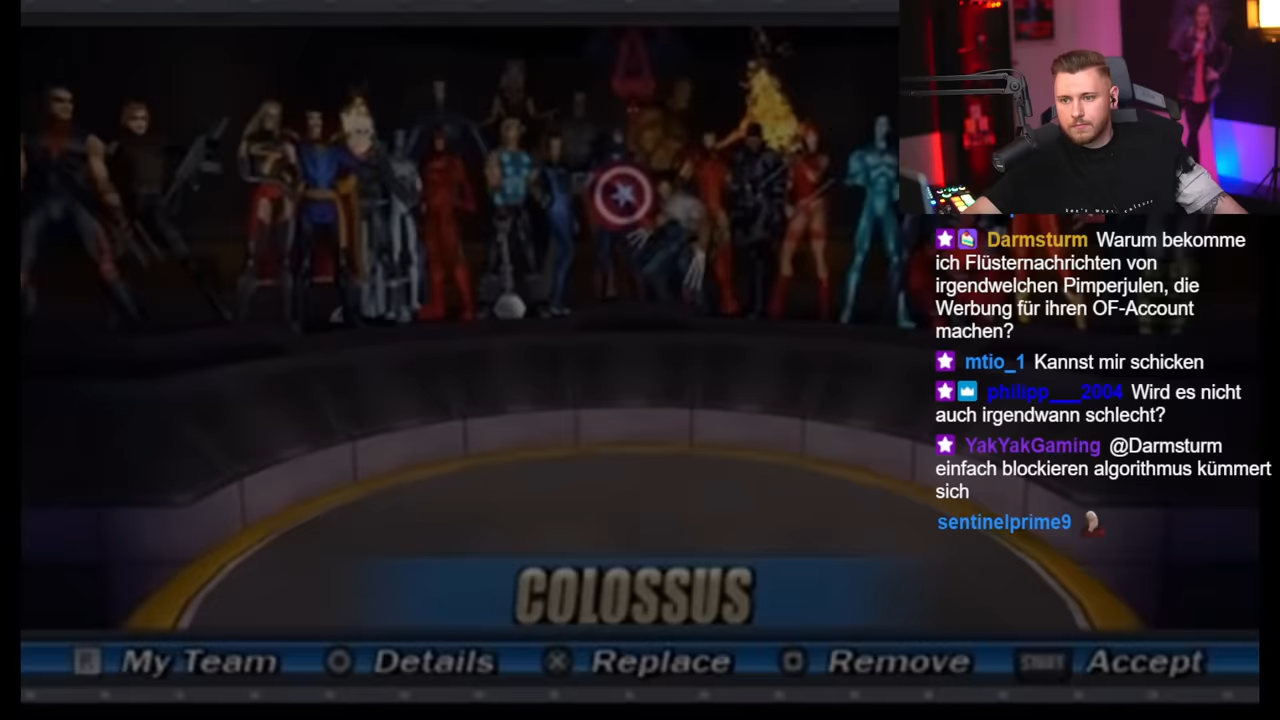 Darmsturm Warum bekomme
ich Flüsternachrichten von
irgendwelchen Pimperjulen, die
Werbung für ihren OF-Account
machen?
mtio_1 Kannst mir schicken
philipp___2004 Wird es nicht
auch irgendwann schlecht?
YakYakGaming @Darmsturm
einfach blockieren algorithmus kümmert
sich
sentinelprime9
COLOSSUS
My Team Details Replace Remove START Accept